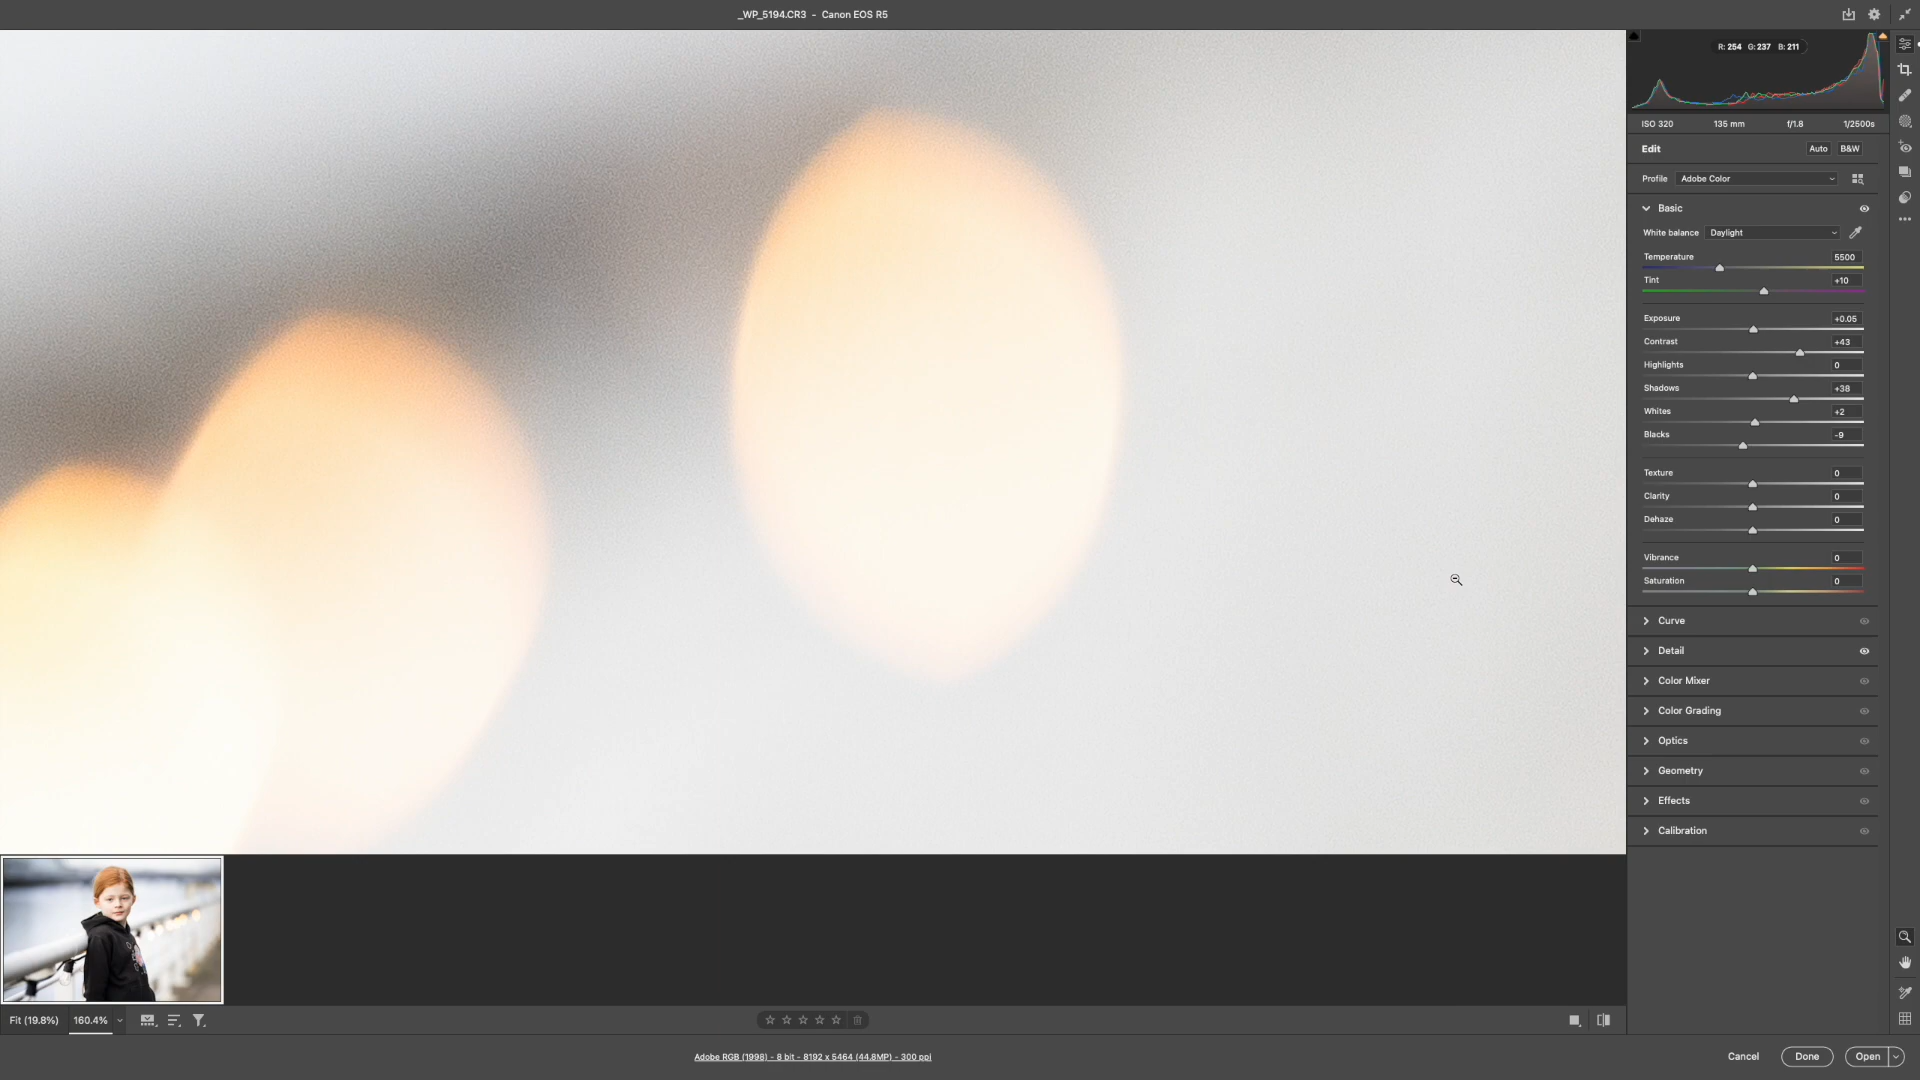 _WP_5194.CR3 - Canon EOS R5
R: 254 G: 237 B: 211
ISO 320 135 mm f/1.8 1/2500s
Edit Auto B&W
Profile Adobe Color
Basic
White balance Daylight
Temperature 5500
Tint +10
Exposure +0.05
Contrast +43
Highlights 0
Shadows +38
Whites +2
Blacks -9
Texture 0
Clarity 0
Dehaze 0
Vibrance 0
Saturation 0
Curve
Detail
Color Mixer
Color Grading
Optics
Geometry
Effects
Calibration
Fit (19.8%) 160.4%
Adobe RGB (1998) - 8 bit - 8192 x 5464 (44.8MP) - 300 ppi
Cancel Done Open